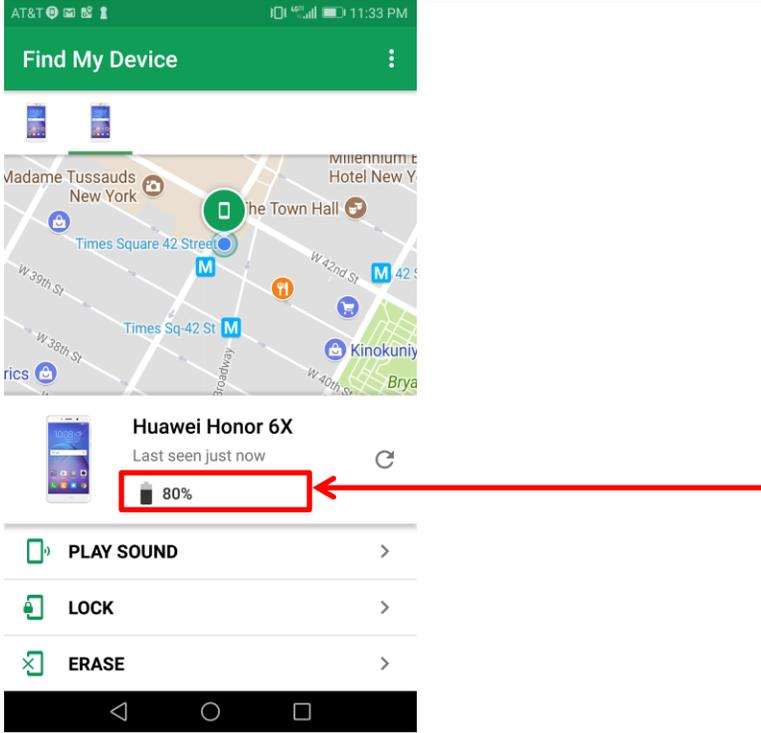 AT&T 4G 11:33 PM
Find My Device
Millennium B
Hotel New Y
Madame Tussauds
New York
The Town Hall
Times Square 42 Street
M
W 42nd St
M 42 S
W 39th St
Times Sq-42 St M
W 38th St
Kinokuniy
rics
Broadway
W 40th St
Brya
Huawei Honor 6X
Last seen just now
80%
PLAY SOUND
LOCK
ERASE